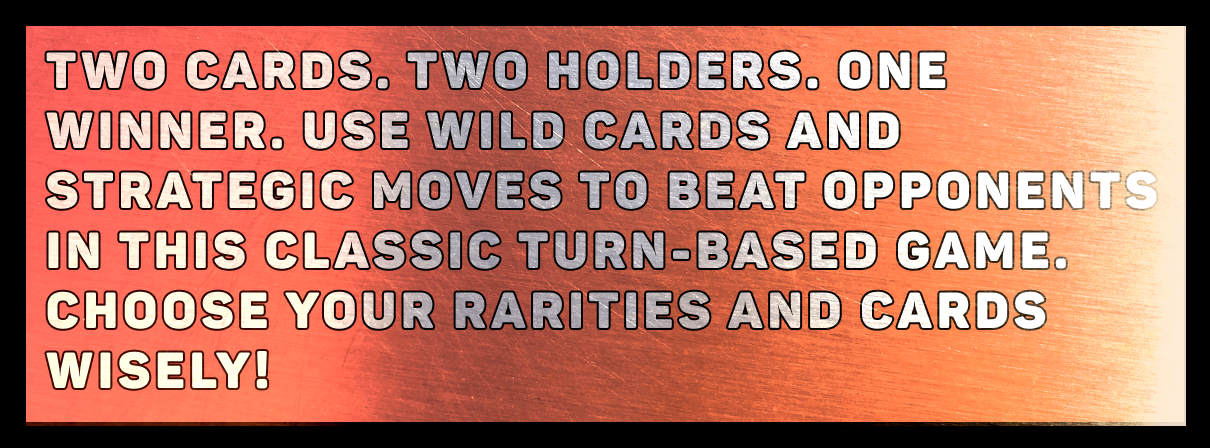 TWO CARDS. TWO HOLDERS. ONE
WINNER. USE WILD CARDS AND
STRATEGIC MOVES TO BEAT OPPONENTS
IN THIS CLASSIC TURN-BASED GAME.
CHOOSE YOUR RARITIES AND CARDS
WISELY!